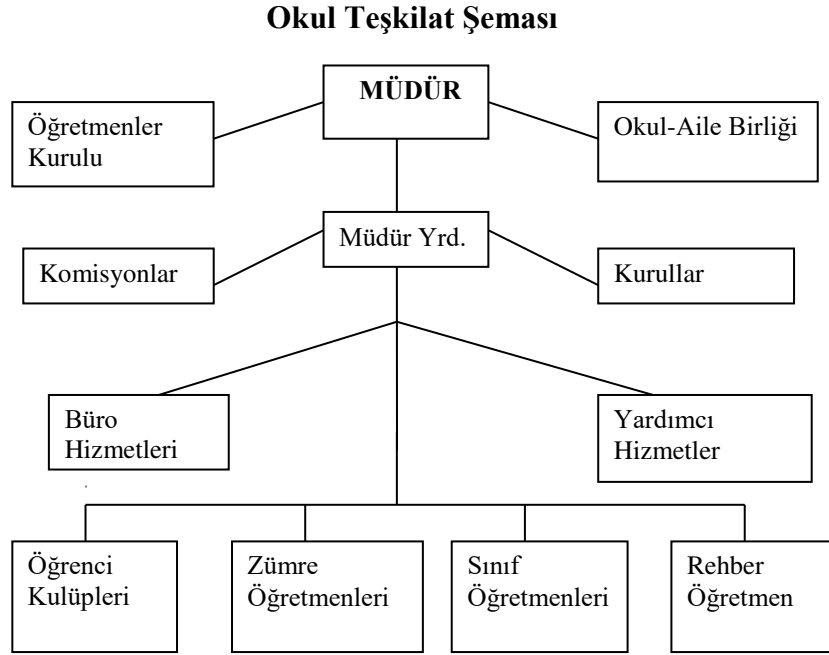 Okul Teşkilat Şeması
MÜDÜR
Öğretmenler
Kurulu
Okul-Aile Birliği
Müdür Yrd.
Komisyonlar
Kurullar
Büro
Hizmetleri
Yardımcı
Hizmetler
Öğrenci
Kulüpleri
Zümre
Öğretmenleri
Sınıf
Öğretmenleri
Rehber
Öğretmen